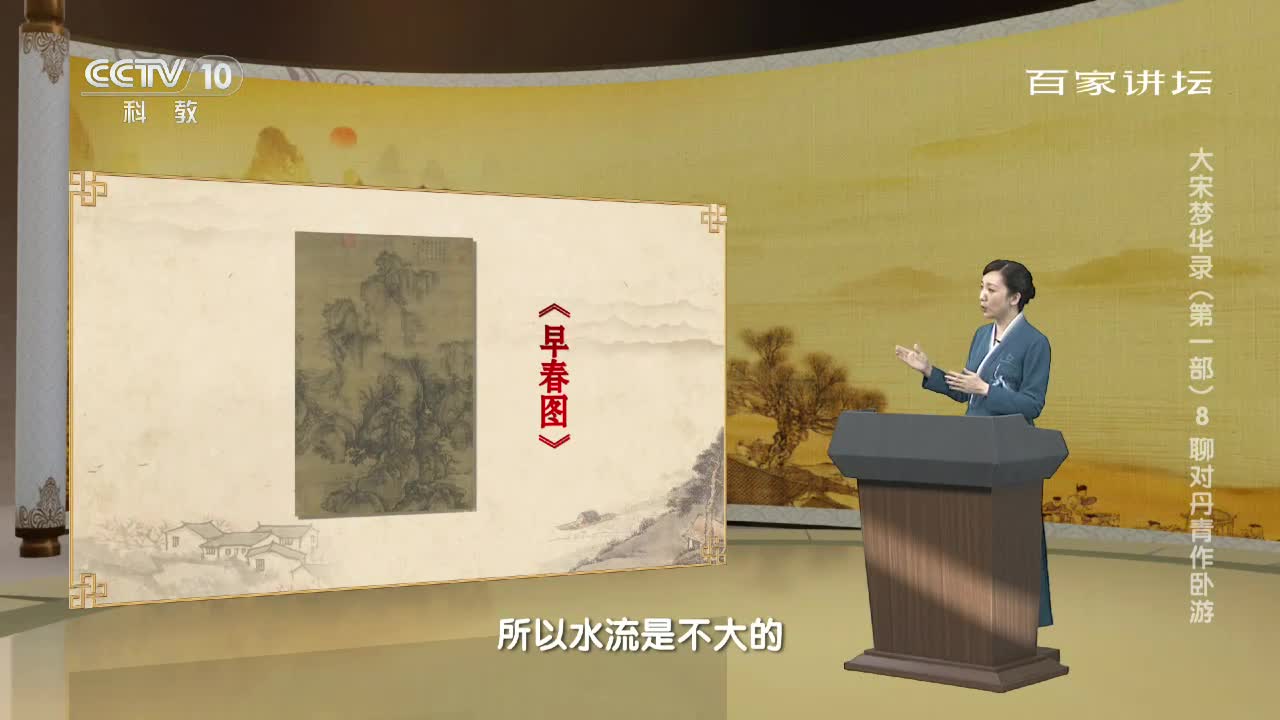 CCTV 10
科教
百家讲坛
大宋梦华录（第一部）8 聊对丹青作卧游
《早春图》
所以水流是不大的